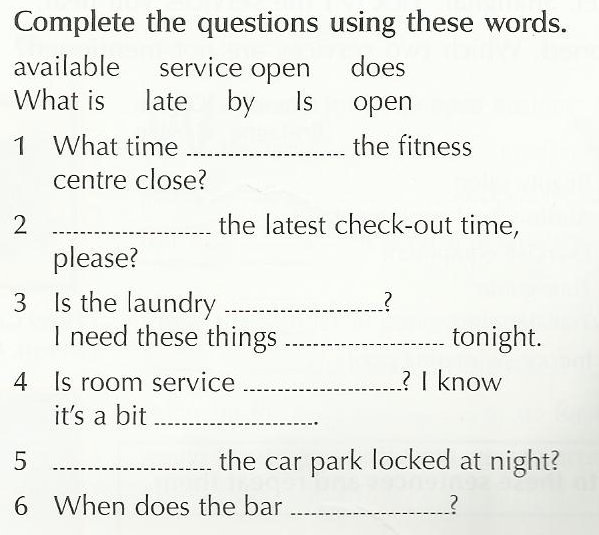 Complete the questions using these words.
available service open does
What is late by Is open
1 What time ........................ the fitness
centre close?
2 ........................ the latest check-out time,
please?
3 Is the laundry ........................?
I need these things ........................ tonight.
4 Is room service ........................? I know
it's a bit .........................
5 ........................ the car park locked at night?
6 When does the bar ........................?